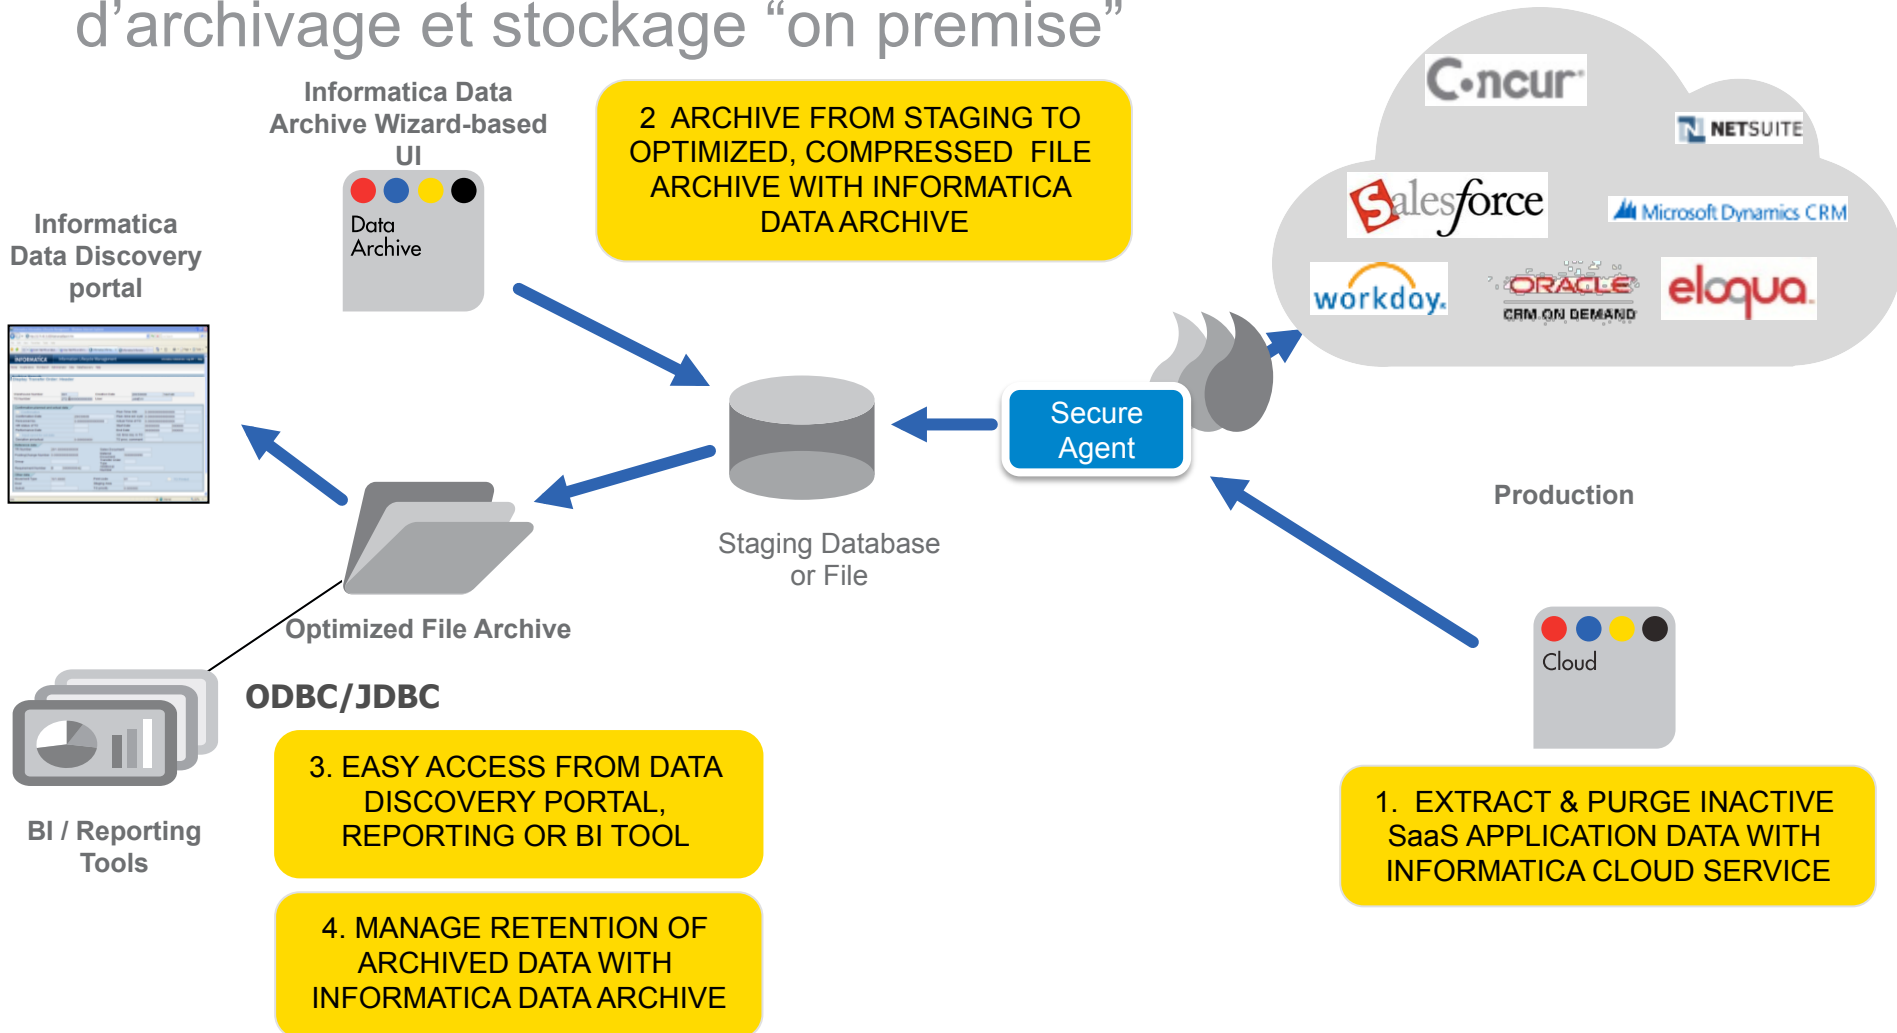 d’archivage et stockage “on premise”
Informatica Data
Archive Wizard-based
UI
Data
Archive
2  ARCHIVE FROM STAGING TO
OPTIMIZED, COMPRESSED  FILE
ARCHIVE WITH INFORMATICA
DATA ARCHIVE
Concur
NETSUITE
Salesforce
Microsoft Dynamics CRM
workday.
ORACLE
CRM ON DEMAND
eloqua.
Informatica
Data Discovery
portal
INFORMATICA
Secure
Agent
Production
Staging Database
or File
Optimized File Archive
Cloud
ODBC/JDBC
BI / Reporting
Tools
3. EASY ACCESS FROM DATA
DISCOVERY PORTAL,
REPORTING OR BI TOOL
1.  EXTRACT & PURGE INACTIVE
SaaS APPLICATION DATA WITH
INFORMATICA CLOUD SERVICE
4. MANAGE RETENTION OF
ARCHIVED DATA WITH
INFORMATICA DATA ARCHIVE